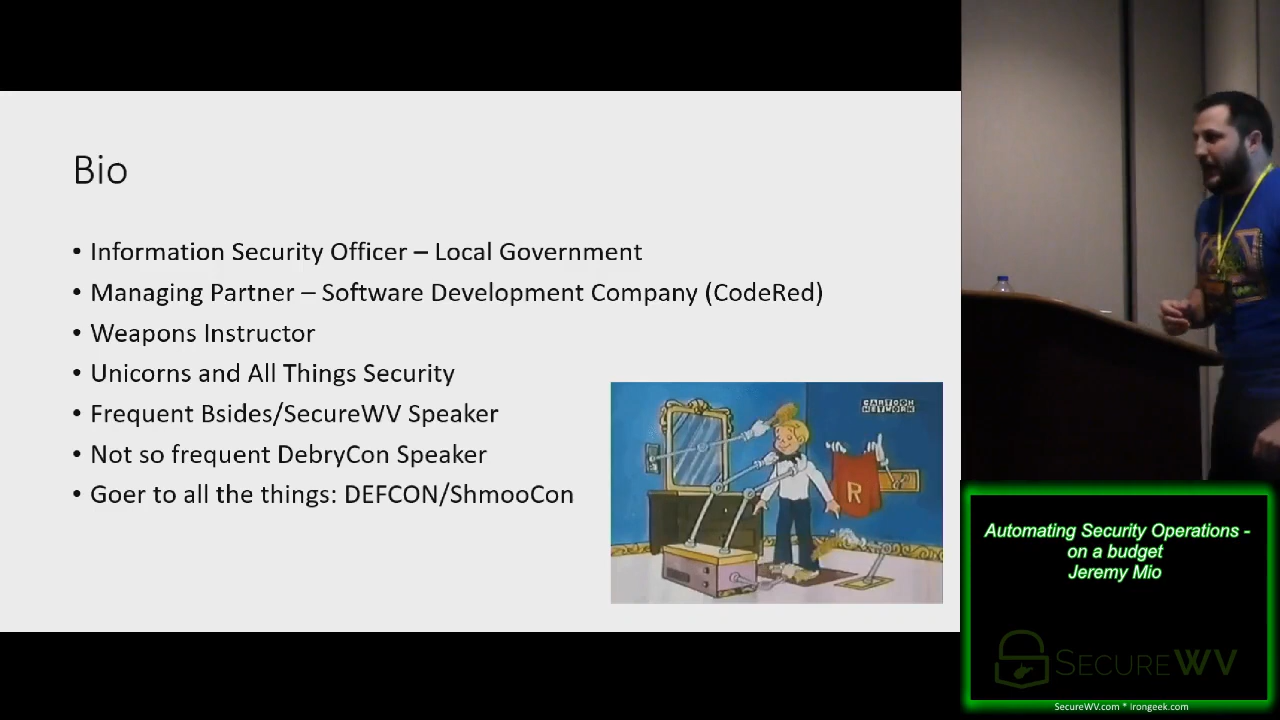 Bio
• Information Security Officer – Local Government
• Managing Partner – Software Development Company (CodeRed)
• Weapons Instructor
• Unicorns and All Things Security
• Frequent Bsides/SecureWV Speaker
• Not so frequent DebryCon Speaker
• Goer to all the things: DEFCON/ShmooCon
CARTOON
NETWORK
R
Automating Security Operations -
on a budget
Jeremy Mio
SECUREWV
SecureWV.com * Irongeek.com